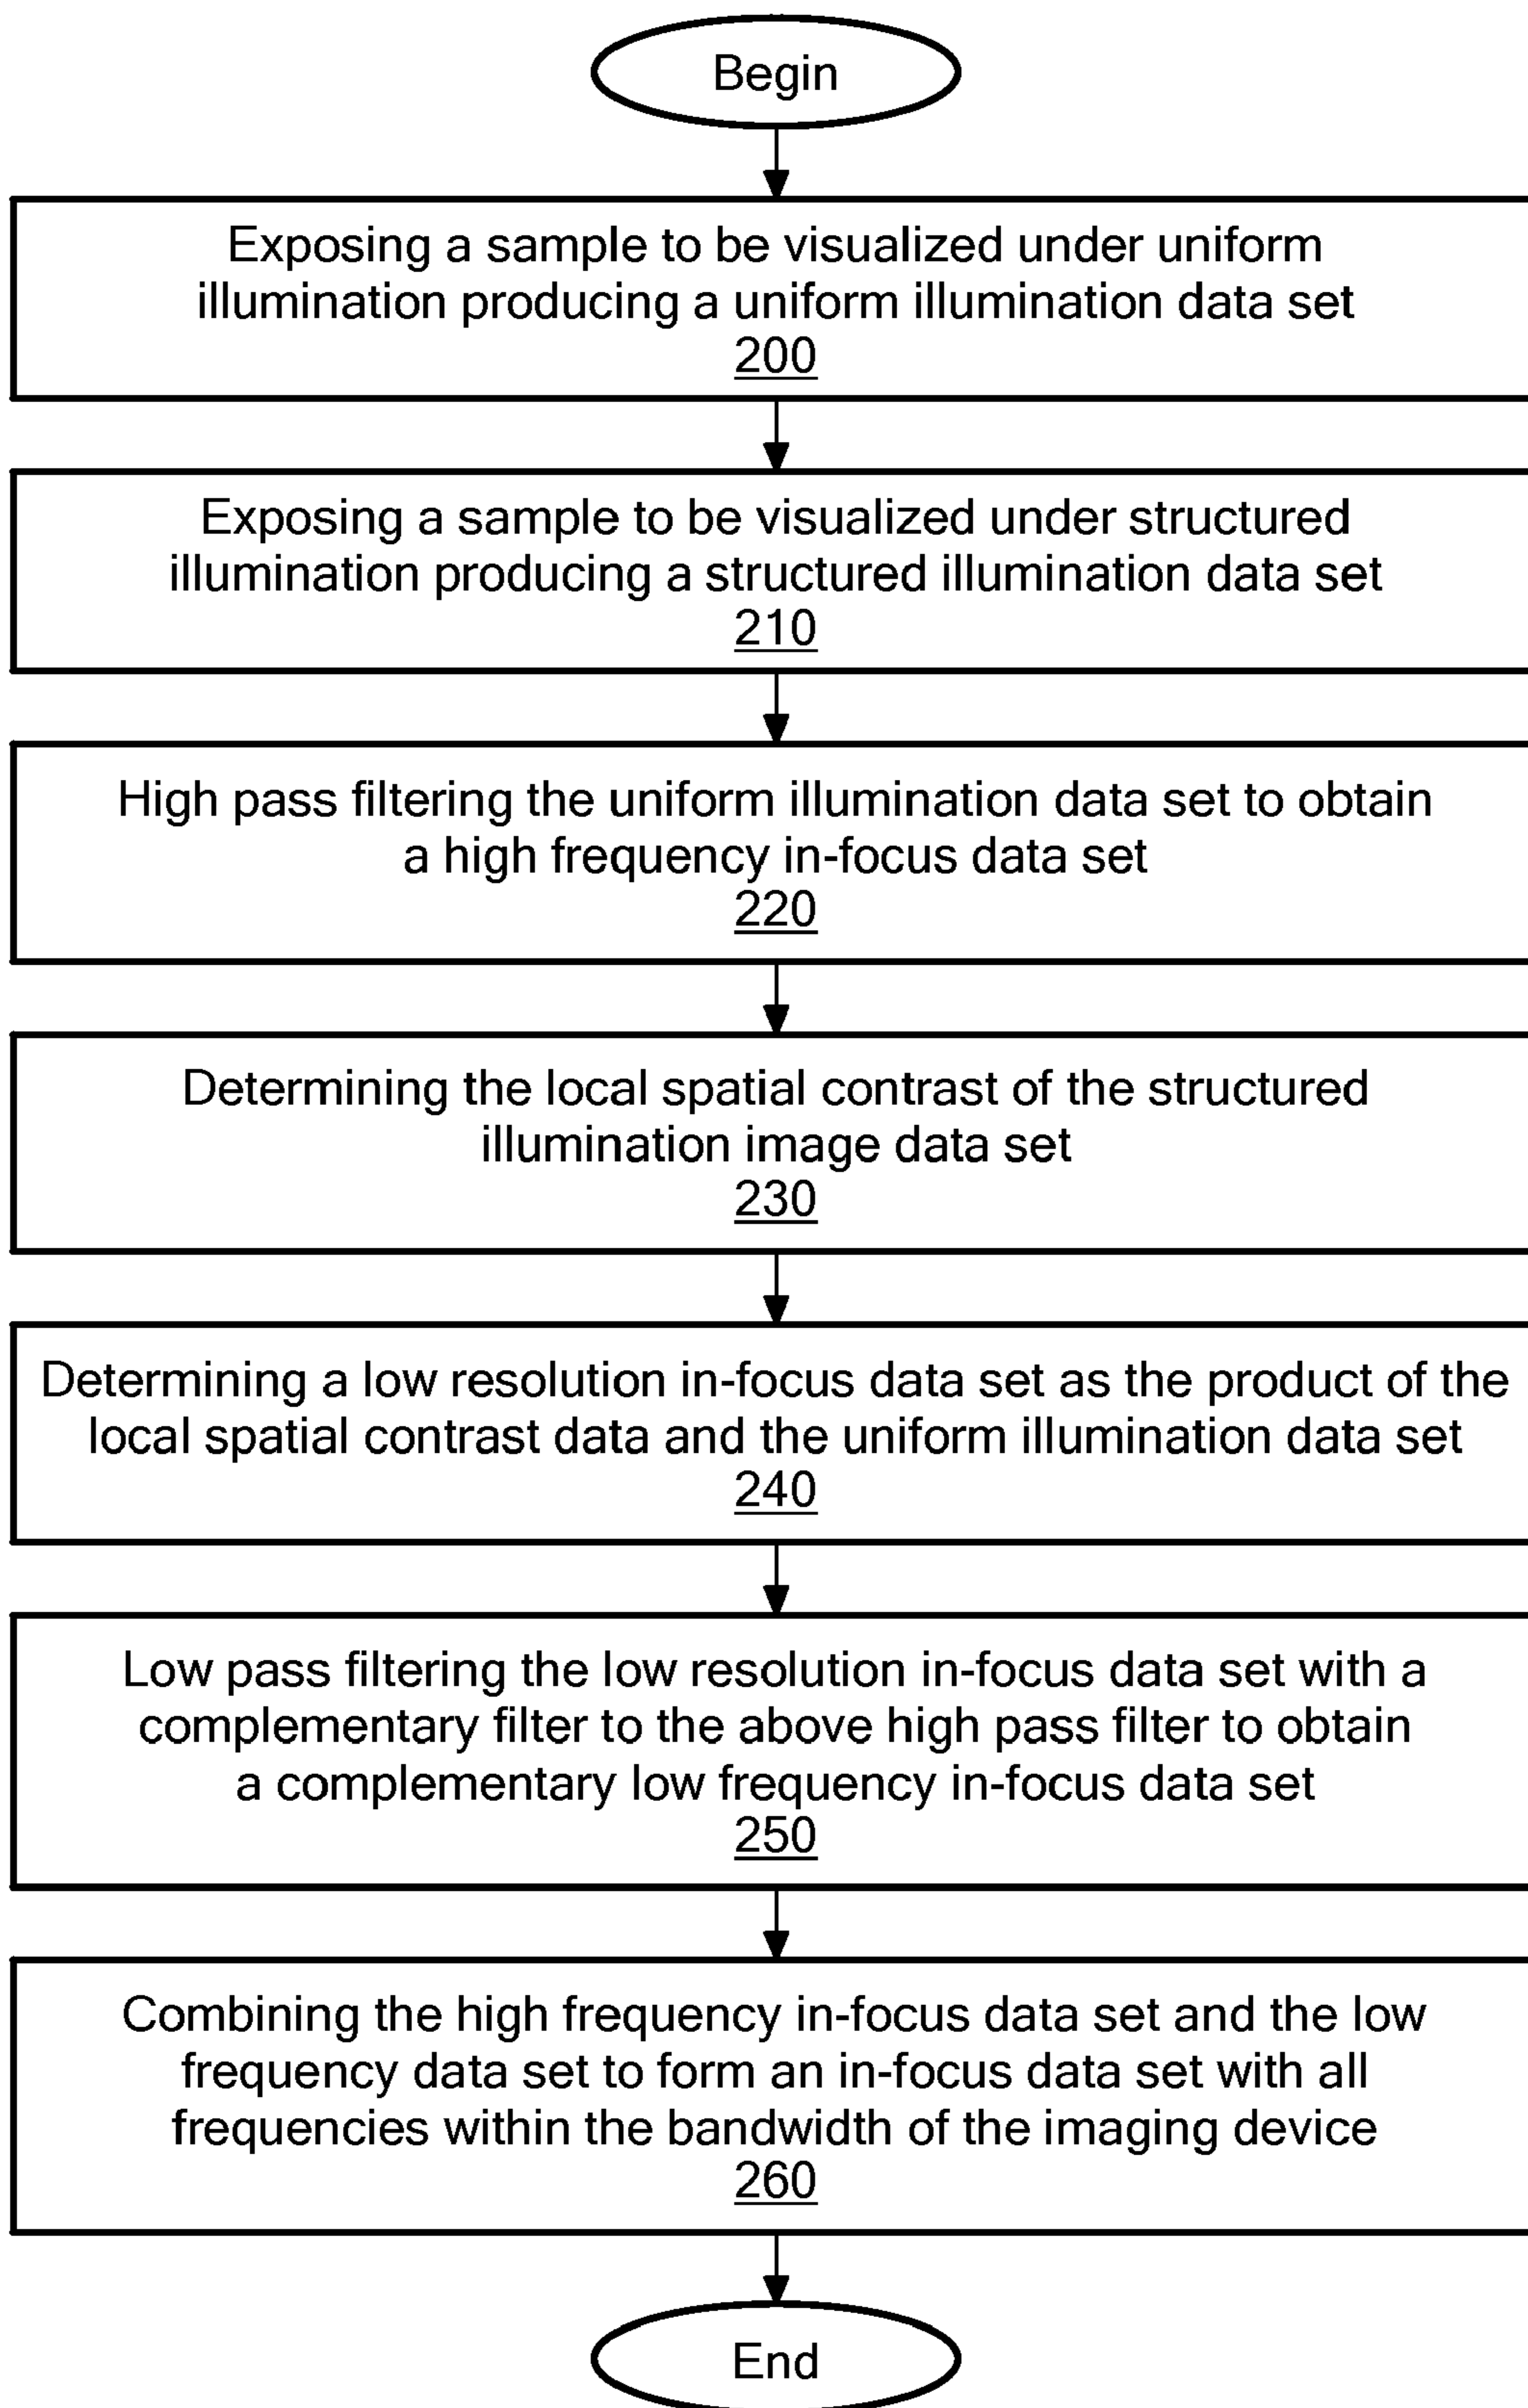 Begin
Exposing a sample to be visualized under uniform
illumination producing a uniform illumination data set
200
Exposing a sample to be visualized under structured
illumination producing a structured illumination data set
210
High pass filtering the uniform illumination data set to obtain
a high frequency in-focus data set
220
Determining the local spatial contrast of the structured
illumination image data set
230
Determining a low resolution in-focus data set as the product of the
local spatial contrast data and the uniform illumination data set
240
Low pass filtering the low resolution in-focus data set with a
complementary filter to the above high pass filter to obtain
a complementary low frequency in-focus data set
250
Combining the high frequency in-focus data set and the low
frequency data set to form an in-focus data set with all
frequencies within the bandwidth of the imaging device
260
End